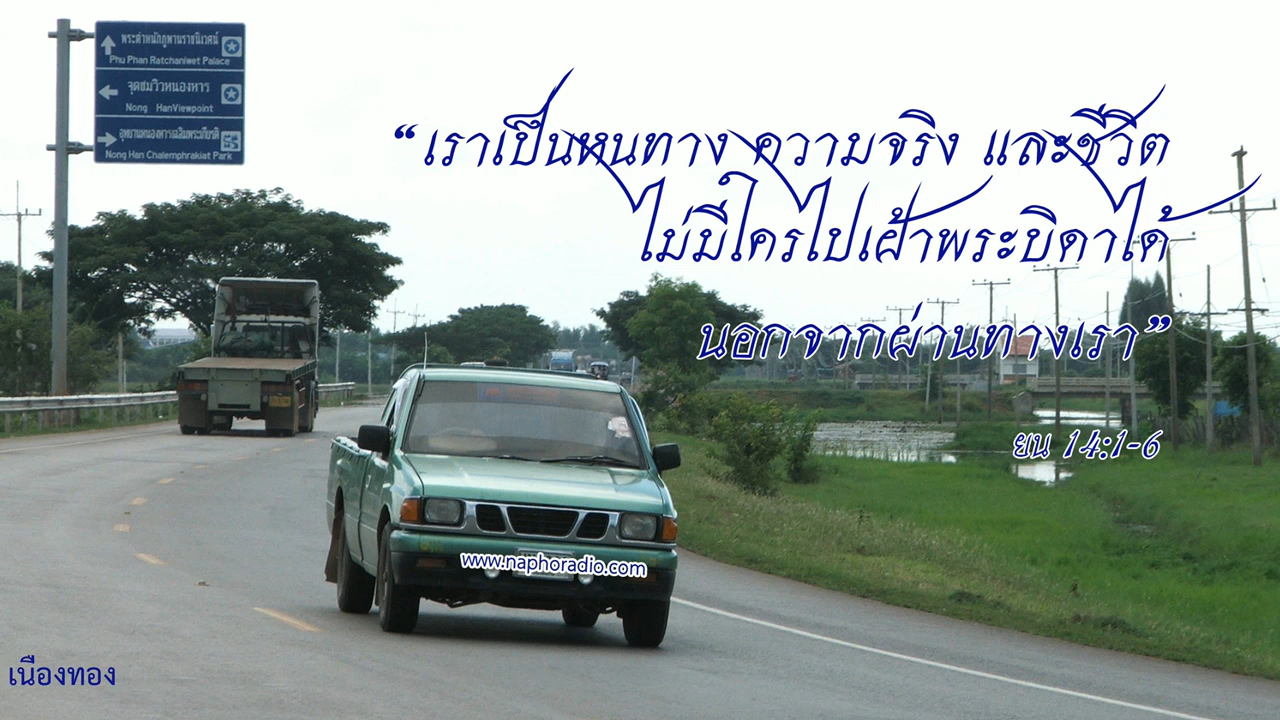 พระตำหนักภูพานราชนิเวศน์
Phu Phan Ratchaniwet Palace
จุดชมวิวหนองหาร
Nong HanViewpoint
อุทยานหนองหารเฉลิมพระเกียรติ
Nong Han Chalemphrakiat Park
“เราเป็นหนทาง ความจริง และชีวิต
ไม่มีใครไปเฝ้าพระบิดาได้
นอกจากผ่านทางเรา”
ยน 14:1-6
www.naphoradio.com
เนืองทอง